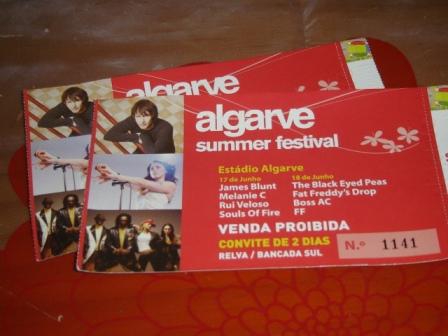 algarve
algarve
summer festival
Estádio Algarve
17 de Junho 18 de Junho
James Blunt The Black Eyed Peas
Melanie C Fat Freddy's Drop
Rui Veloso Boss AC
Souls Of Fire FF
VENDA PROIBIDA
CONVITE DE 2 DIAS
RELVA / BANCADA SUL
N.º 1141